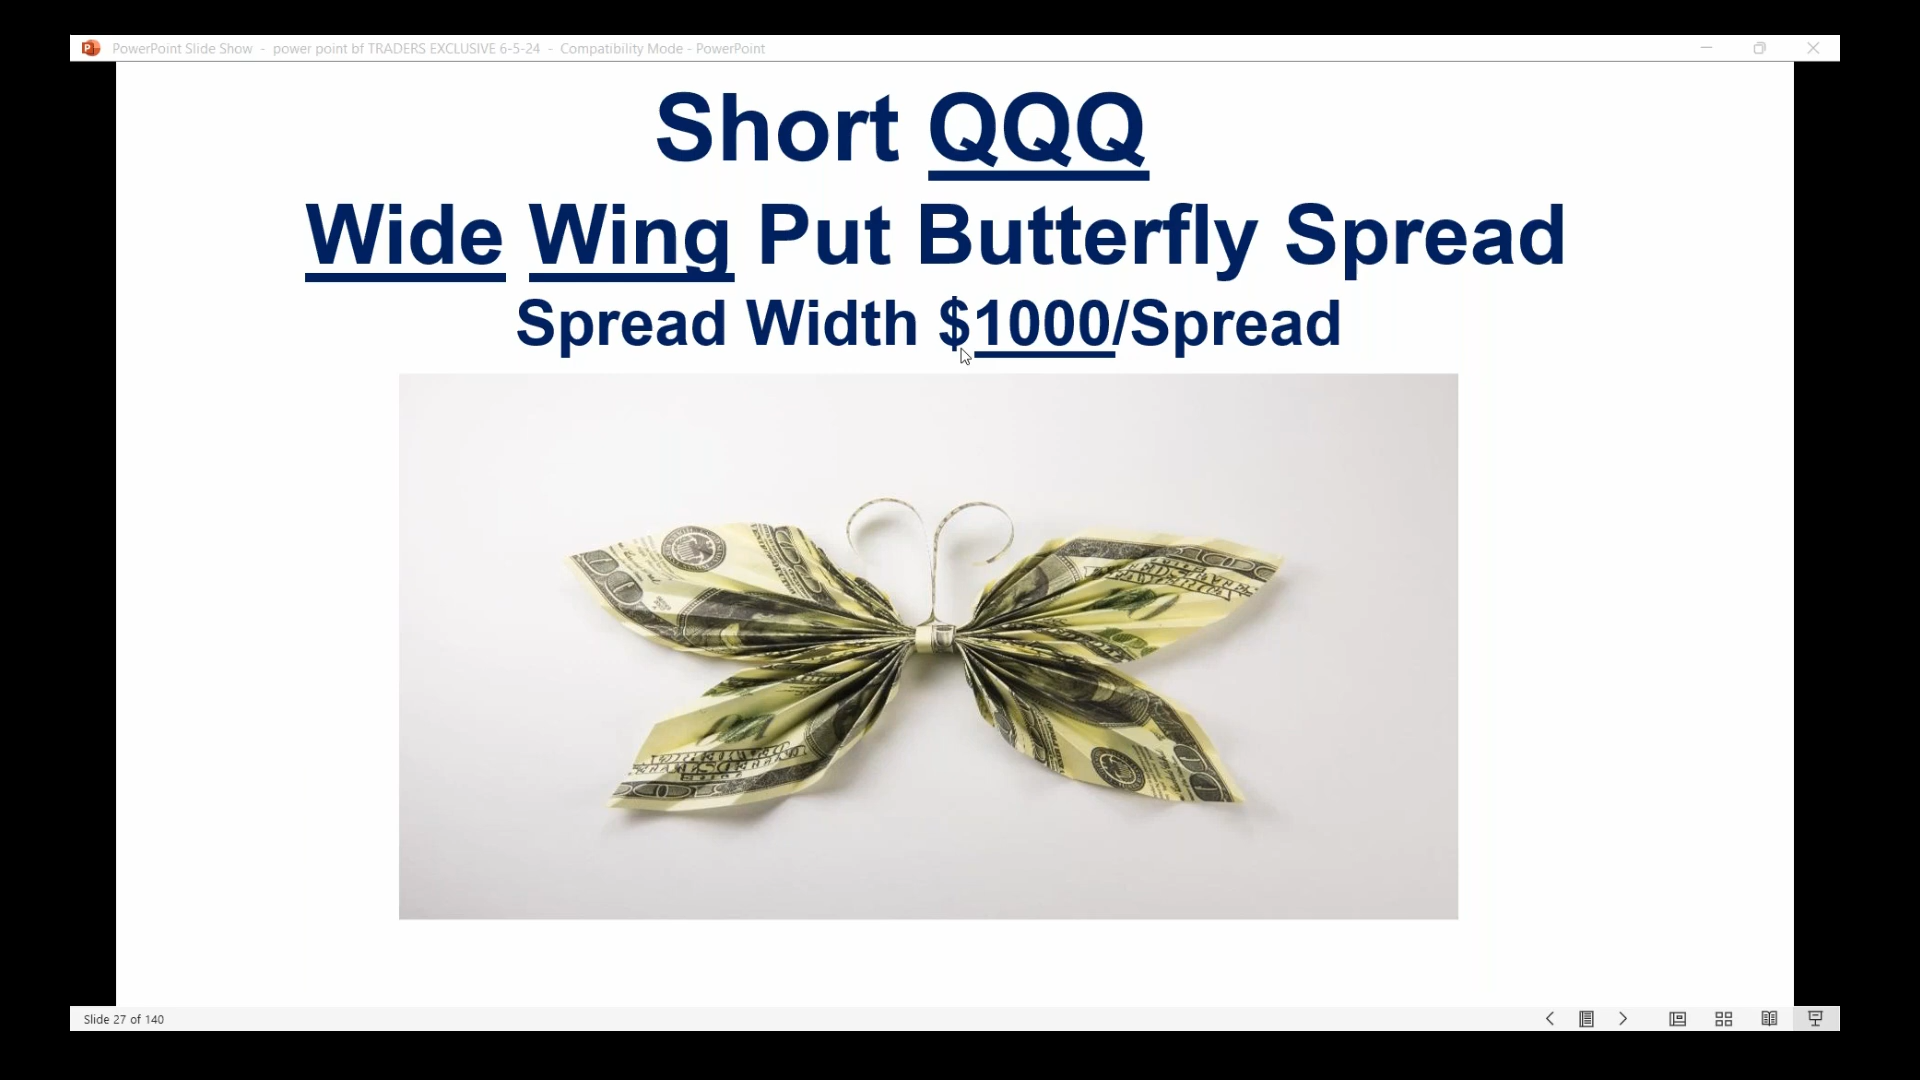 PowerPoint Slide Show - power point bf TRADERS EXCLUSIVE 6-5-24 - Compatibility Mode - PowerPoint
Short QQQ
Wide Wing Put Butterfly Spread
Spread Width $1000/Spread
Slide 27 of 140